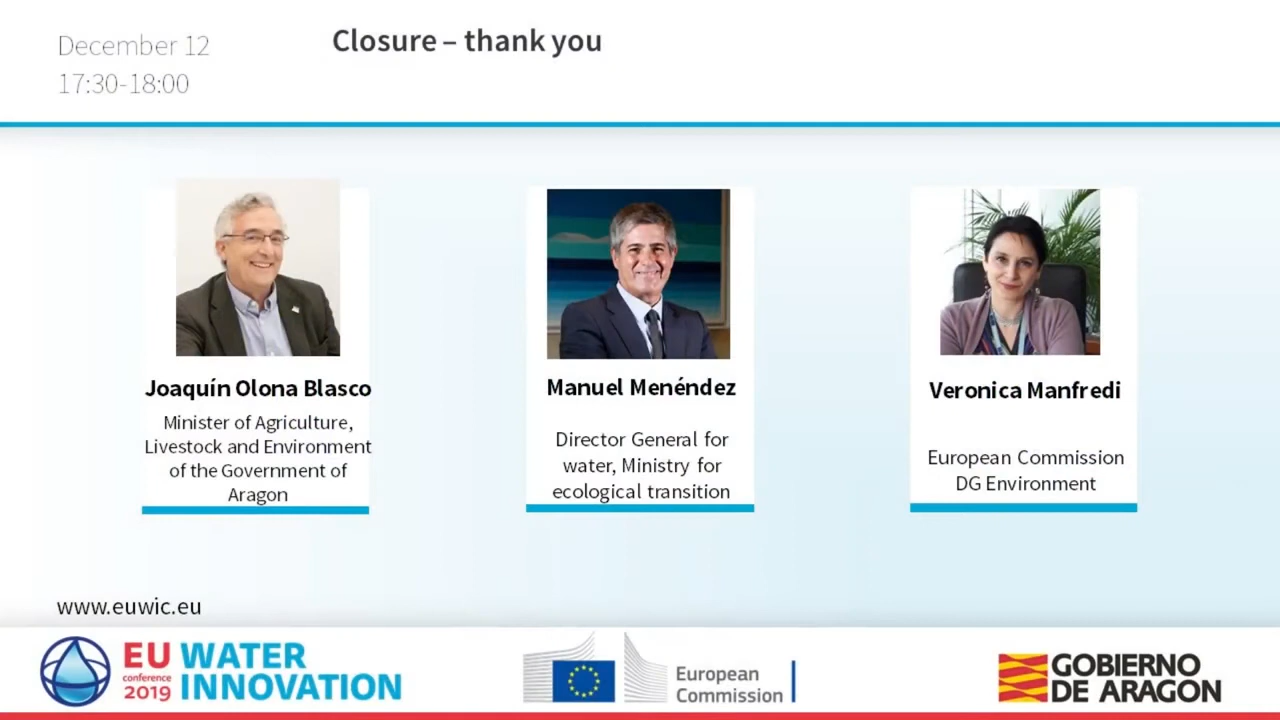 December 12
17:30-18:00
Closure – thank you
Joaquín Olona Blasco
Minister of Agriculture,
Livestock and Environment
of the Government of
Aragon
Manuel Menéndez
Director General for
water, Ministry for
ecological transition
Veronica Manfredi
European Commission
DG Environment
www.euwic.eu
EU WATER
conference
2019 INNOVATION
European
Commission
GOBIERNO
DE ARAGON